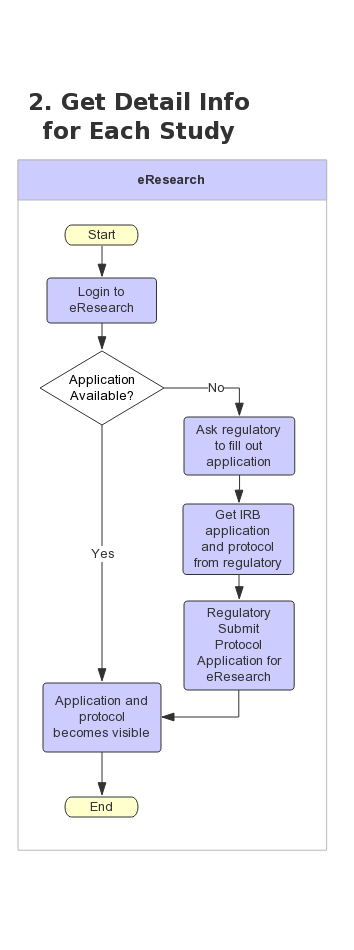 2. Get Detail Info
for Each Study
eResearch
Start
Login to
eResearch
Application
Available?
No
Ask regulatory
to fill out
application
Get IRB
application
and protocol
from regulatory
Regulatory
Submit
Protocol
Application for
eResearch
Yes
Application and
protocol
becomes visible
End